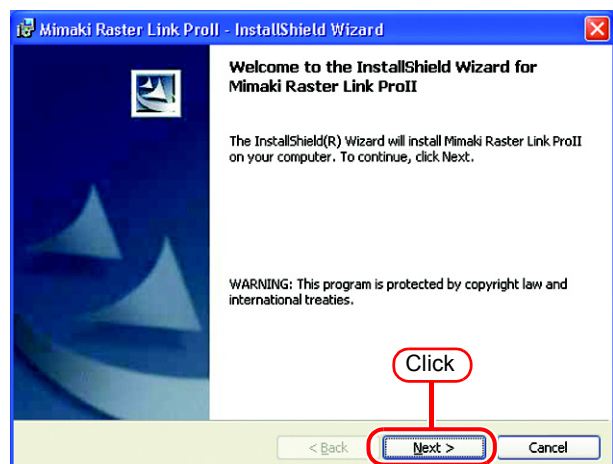 Mimaki Raster Link ProII - InstallShield Wizard
Welcome to the InstallShield Wizard for
Mimaki Raster Link ProII
The InstallShield(R) Wizard will install Mimaki Raster Link ProII
on your computer. To continue, click Next.
WARNING: This program is protected by copyright law and
international treaties.
Click
< Back
Next >
Cancel